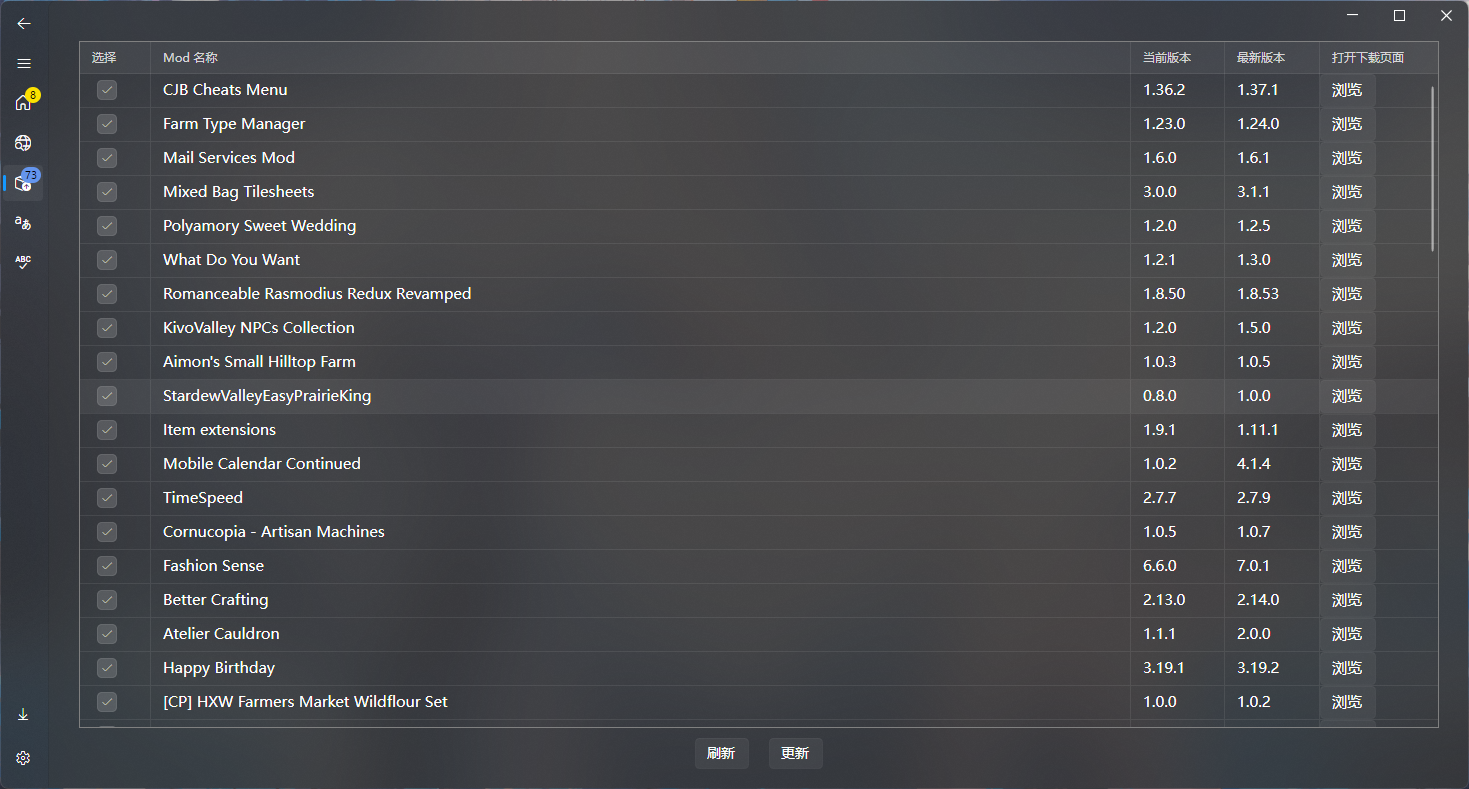 8
73
aあ
ABC
选择 Mod 名称 当前版本 最新版本 打开下载页面
CJB Cheats Menu 1.36.2 1.37.1 浏览
Farm Type Manager 1.23.0 1.24.0 浏览
Mail Services Mod 1.6.0 1.6.1 浏览
Mixed Bag Tilesheets 3.0.0 3.1.1 浏览
Polyamory Sweet Wedding 1.2.0 1.2.5 浏览
What Do You Want 1.2.1 1.3.0 浏览
Romanceable Rasmodius Redux Revamped 1.8.50 1.8.53 浏览
KivoValley NPCs Collection 1.2.0 1.5.0 浏览
Aimon's Small Hilltop Farm 1.0.3 1.0.5 浏览
StardewValleyEasyPrairieKing 0.8.0 1.0.0 浏览
Item extensions 1.9.1 1.11.1 浏览
Mobile Calendar Continued 1.0.2 4.1.4 浏览
TimeSpeed 2.7.7 2.7.9 浏览
Cornucopia - Artisan Machines 1.0.5 1.0.7 浏览
Fashion Sense 6.6.0 7.0.1 浏览
Better Crafting 2.13.0 2.14.0 浏览
Atelier Cauldron 1.1.1 2.0.0 浏览
Happy Birthday 3.19.1 3.19.2 浏览
[CP] HXW Farmers Market Wildflour Set 1.0.0 1.0.2 浏览
刷新 更新